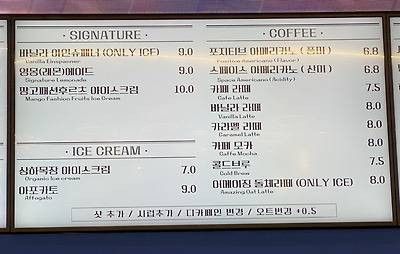 · SIGNATURE ·
바닐라 아인슈페너 (ONLY ICE) 9.0
Vanilla Einspaener
영몽(레몬)에이드 9.0
Signature Lemonade
망고패션후르츠 아이스크림 10.0
Mango Fashion Fruits Ice Cream
· ICE CREAM ·
상하목장 아이스크림 7.0
Organic Ice cream
아포카토 9.0
Affogato
· COFFEE ·
포지티브 아메리카노 ( 풍미 ) 6.8
Positive Americano (Flavor)
스페이스 아메리카노 ( 산미 ) 6.8
Space Americano (Acidity)
카페 라떼 7.5
Cafe Latte
바닐라 라떼 8.0
Vanilla Latte
카라멜 라떼 8.0
Caramel Latte
카페 모카 8.0
Caffe Mocha
콜드브루 7.5
Cold Brew
어메이징 돌체라떼 (ONLY ICE) 8.0
Amazing Oat Latte
샷 추가 / 시럽추가 / 디카페인 변경 / 오트변경 +0.5